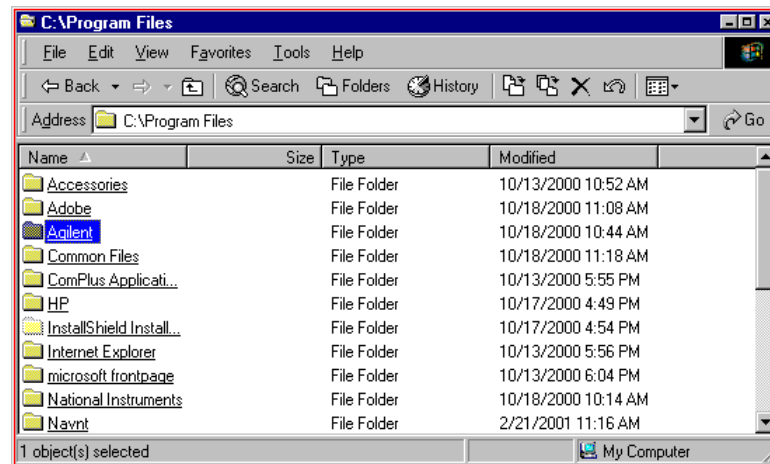 C:\Program Files
File Edit View Favorites Tools Help
Back Search Folders History
Address C:\Program Files Go
Name Size Type Modified
Accessories File Folder 10/13/2000 10:52 AM
Adobe File Folder 10/18/2000 11:08 AM
Agilent File Folder 10/18/2000 10:44 AM
Common Files File Folder 10/18/2000 11:18 AM
ComPlus Applicati... File Folder 10/13/2000 5:55 PM
HP File Folder 10/17/2000 4:49 PM
InstallShield Install... File Folder 10/17/2000 4:54 PM
Internet Explorer File Folder 10/13/2000 5:56 PM
microsoft frontpage File Folder 10/13/2000 6:04 PM
National Instruments File Folder 10/18/2000 10:14 AM
Navnt File Folder 2/21/2001 11:16 AM
1 object(s) selected My Computer